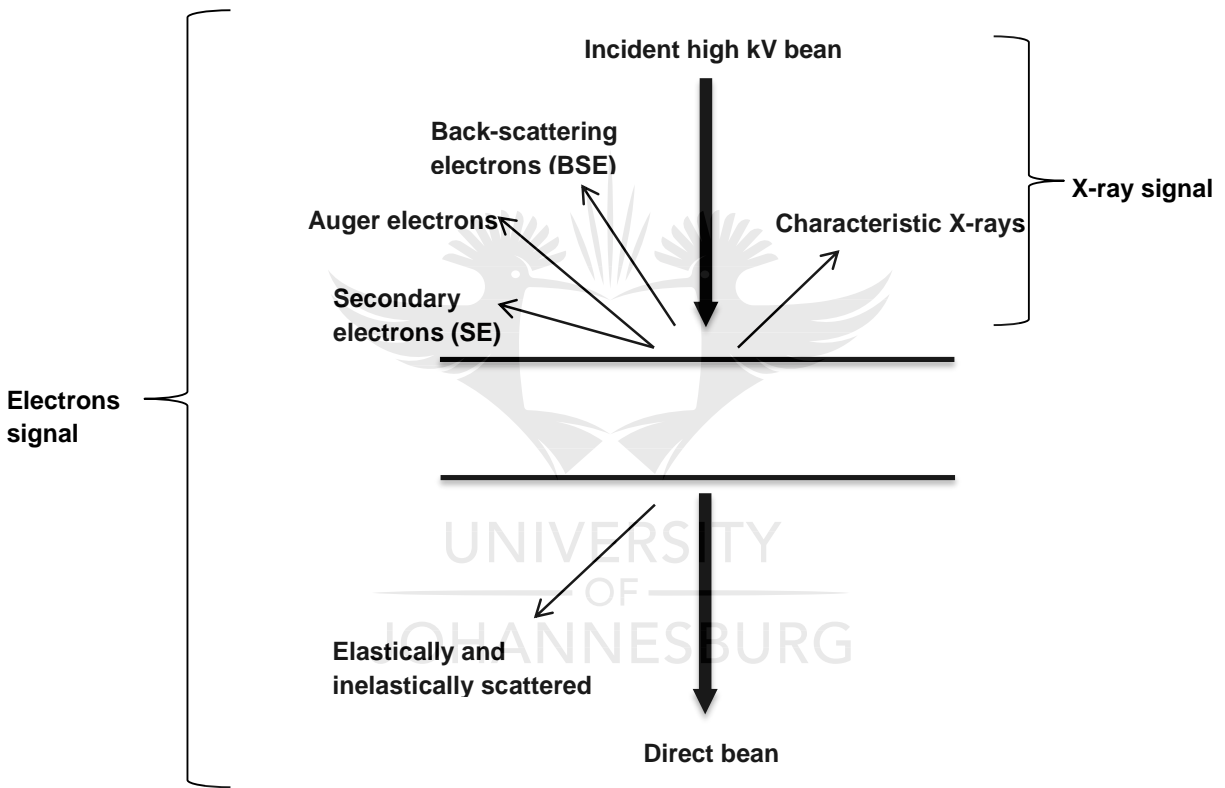 Incident high kV bean
Back-scattering
electrons (BSE)
X-ray signal
Auger electrons
Characteristic X-rays
Secondary
electrons (SE)
Electrons
signal
UNIVERSITY
OF
JOHANNESBURG
Elastically and
inelastically scattered
Direct bean